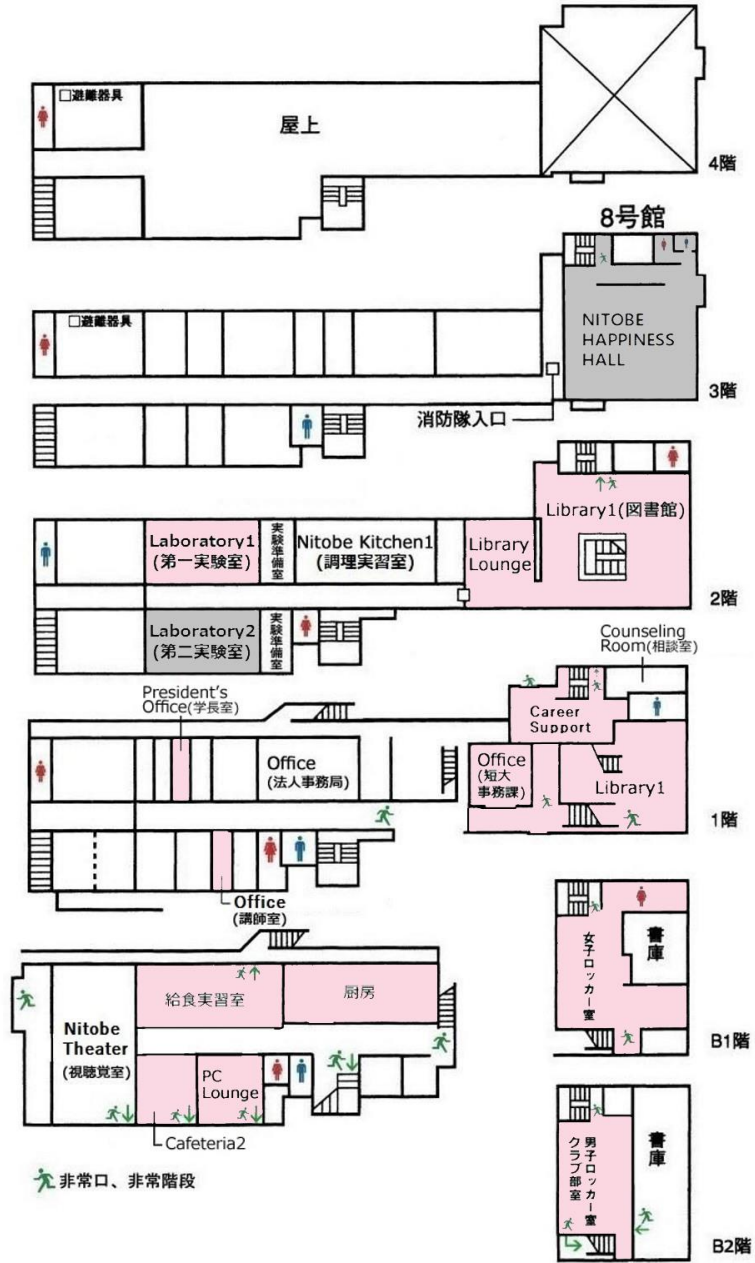 □避難器具
屋上
4階
8号館
□避難器具
NITOBE
HAPPINESS
HALL
3階
消防隊入口
Laboratory1
(第一実験室)
実験準備室
Nitobe Kitchen1
(調理実習室)
Library
Lounge
Library1(図書館)
2階
Laboratory2
(第二実験室)
実験準備室
Counseling
Room(相談室)
President's
Office(学長室)
Career
Support
Office
(法人事務局)
Office
(短大
事務課)
Library1
1階
Office
(講師室)
女子ロッカー室
書庫
B1階
給食実習室
厨房
Nitobe
Theater
(視聴覚室)
PC
Lounge
Cafeteria2
男子ロッカー室
クラブ部室
書庫
B2階
非常口、非常階段